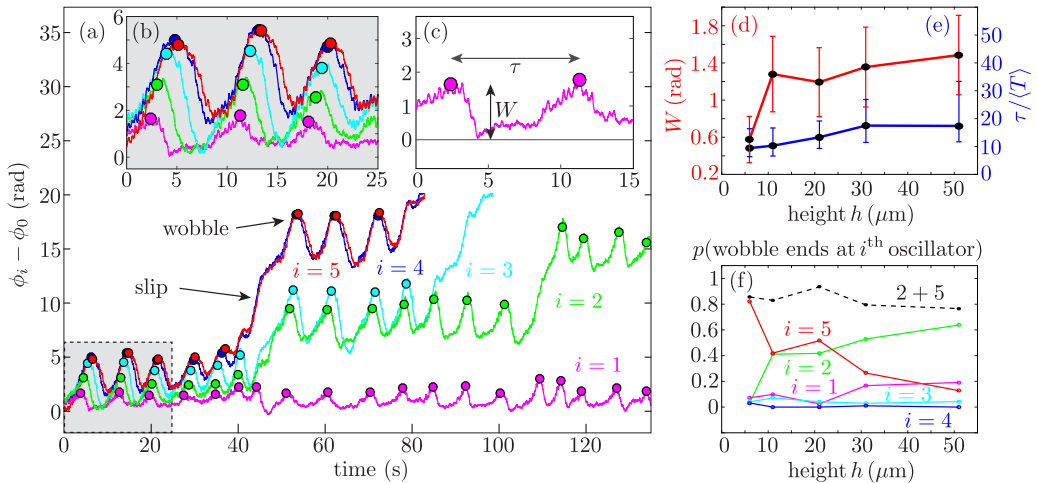 (a)
ϕi − ϕ0 (rad)
35
30
25
20
15
10
5
0
0
20
40
60
80
100
120
time (s)
wobble
slip
i = 5
i = 4
i = 3
i = 2
i = 1
(b)
6
4
2
0
0
5
10
15
20
25
(c)
3
2
1
0
0
5
10
15
τ
W
(d)
(e)
W (rad)
1.8
1.4
1
0.6
0.2
τ/⟨T⟩
50
40
30
20
10
0
0
10
20
30
40
50
height h (μm)
p(wobble ends at ith oscillator)
(f)
1
0.8
0.6
0.4
0.2
0
2 + 5
i = 5
i = 2
i = 1
i = 3
i = 4
0
10
20
30
40
50
height h (μm)